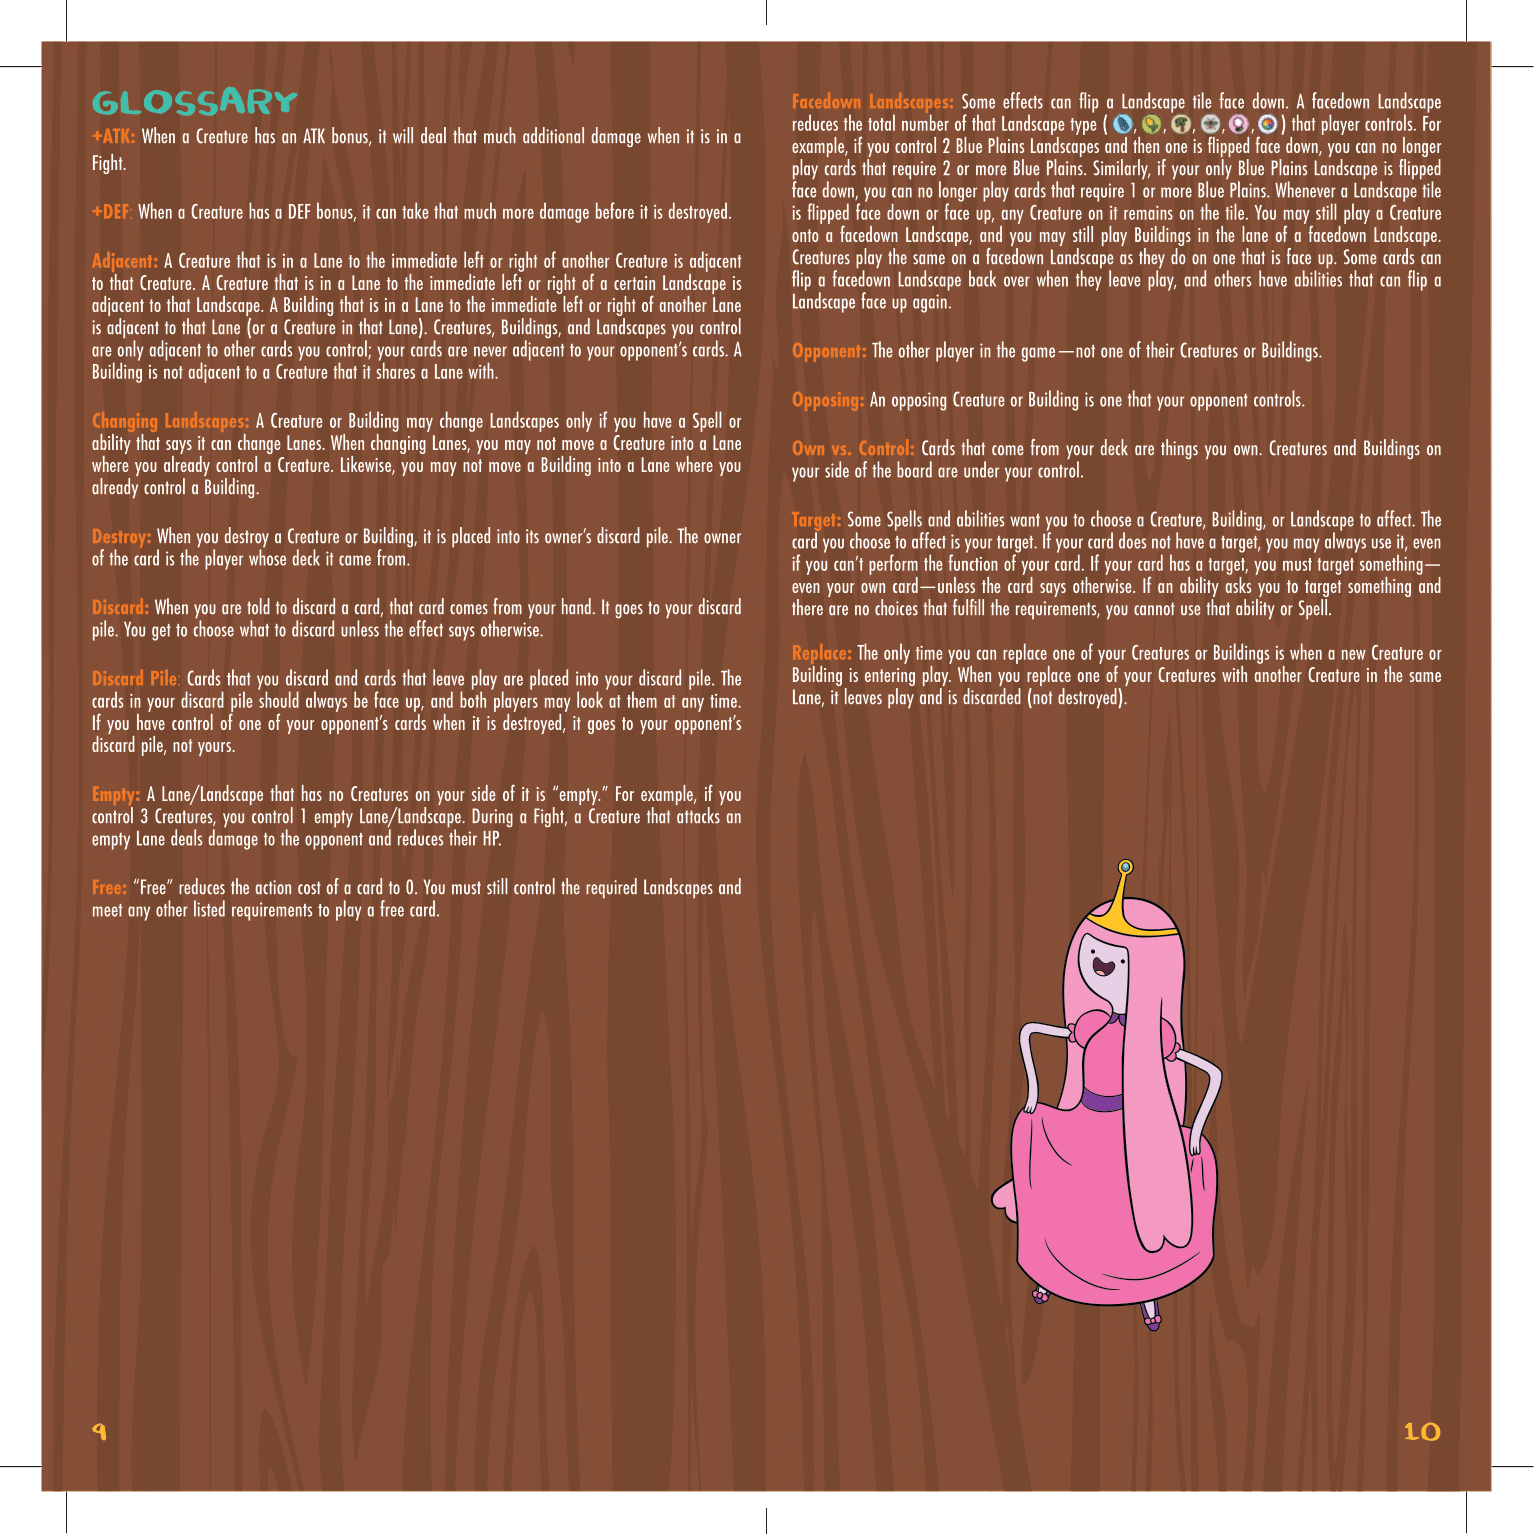 GLOSSARY
+ATK: When a Creature has an ATK bonus, it will deal that much additional damage when it is in a
Fight.
+DEF: When a Creature has a DEF bonus, it can take that much more damage before it is destroyed.
Adjacent: A Creature that is in a Lane to the immediate left or right of another Creature is adjacent
to that Creature. A Creature that is in a Lane to the immediate left or right of a certain Landscape is
adjacent to that Landscape. A Building that is in a Lane to the immediate left or right of another Lane
is adjacent to that Lane (or a Creature in that Lane). Creatures, Buildings, and Landscapes you control
are only adjacent to other cards you control; your cards are never adjacent to your opponent’s cards. A
Building is not adjacent to a Creature that it shares a Lane with.
Changing Landscapes: A Creature or Building may change Landscapes only if you have a Spell or
ability that says it can change Lanes. When changing Lanes, you may not move a Creature into a Lane
where you already control a Creature. Likewise, you may not move a Building into a Lane where you
already control a Building.
Destroy: When you destroy a Creature or Building, it is placed into its owner’s discard pile. The owner
of the card is the player whose deck it came from.
Discard: When you are told to discard a card, that card comes from your hand. It goes to your discard
pile. You get to choose what to discard unless the effect says otherwise.
Discard Pile: Cards that you discard and cards that leave play are placed into your discard pile. The
cards in your discard pile should always be face up, and both players may look at them at any time.
If you have control of one of your opponent’s cards when it is destroyed, it goes to your opponent’s
discard pile, not yours.
Empty: A Lane/Landscape that has no Creatures on your side of it is “empty.” For example, if you
control 3 Creatures, you control 1 empty Lane/Landscape. During a Fight, a Creature that attacks an
empty Lane deals damage to the opponent and reduces their HP.
Free: “Free” reduces the action cost of a card to 0. You must still control the required Landscapes and
meet any other listed requirements to play a free card.
9
Facedown Landscapes: Some effects can flip a Landscape tile face down. A facedown Landscape
reduces the total number of that Landscape type ( , , , , , ) that player controls. For
example, if you control 2 Blue Plains Landscapes and then one is flipped face down, you can no longer
play cards that require 2 or more Blue Plains. Similarly, if your only Blue Plains Landscape is flipped
face down, you can no longer play cards that require 1 or more Blue Plains. Whenever a Landscape tile
is flipped face down or face up, any Creature on it remains on the tile. You may still play a Creature
onto a facedown Landscape, and you may still play Buildings in the lane of a facedown Landscape.
Creatures play the same on a facedown Landscape as they do on one that is face up. Some cards can
flip a facedown Landscape back over when they leave play, and others have abilities that can flip a
Landscape face up again.
Opponent: The other player in the game—not one of their Creatures or Buildings.
Opposing: An opposing Creature or Building is one that your opponent controls.
Own vs. Control: Cards that come from your deck are things you own. Creatures and Buildings on
your side of the board are under your control.
Target: Some Spells and abilities want you to choose a Creature, Building, or Landscape to affect. The
card you choose to affect is your target. If your card does not have a target, you may always use it, even
if you can’t perform the function of your card. If your card has a target, you must target something—
even your own card—unless the card says otherwise. If an ability asks you to target something and
there are no choices that fulfill the requirements, you cannot use that ability or Spell.
Replace: The only time you can replace one of your Creatures or Buildings is when a new Creature or
Building is entering play. When you replace one of your Creatures with another Creature in the same
Lane, it leaves play and is discarded (not destroyed).
10